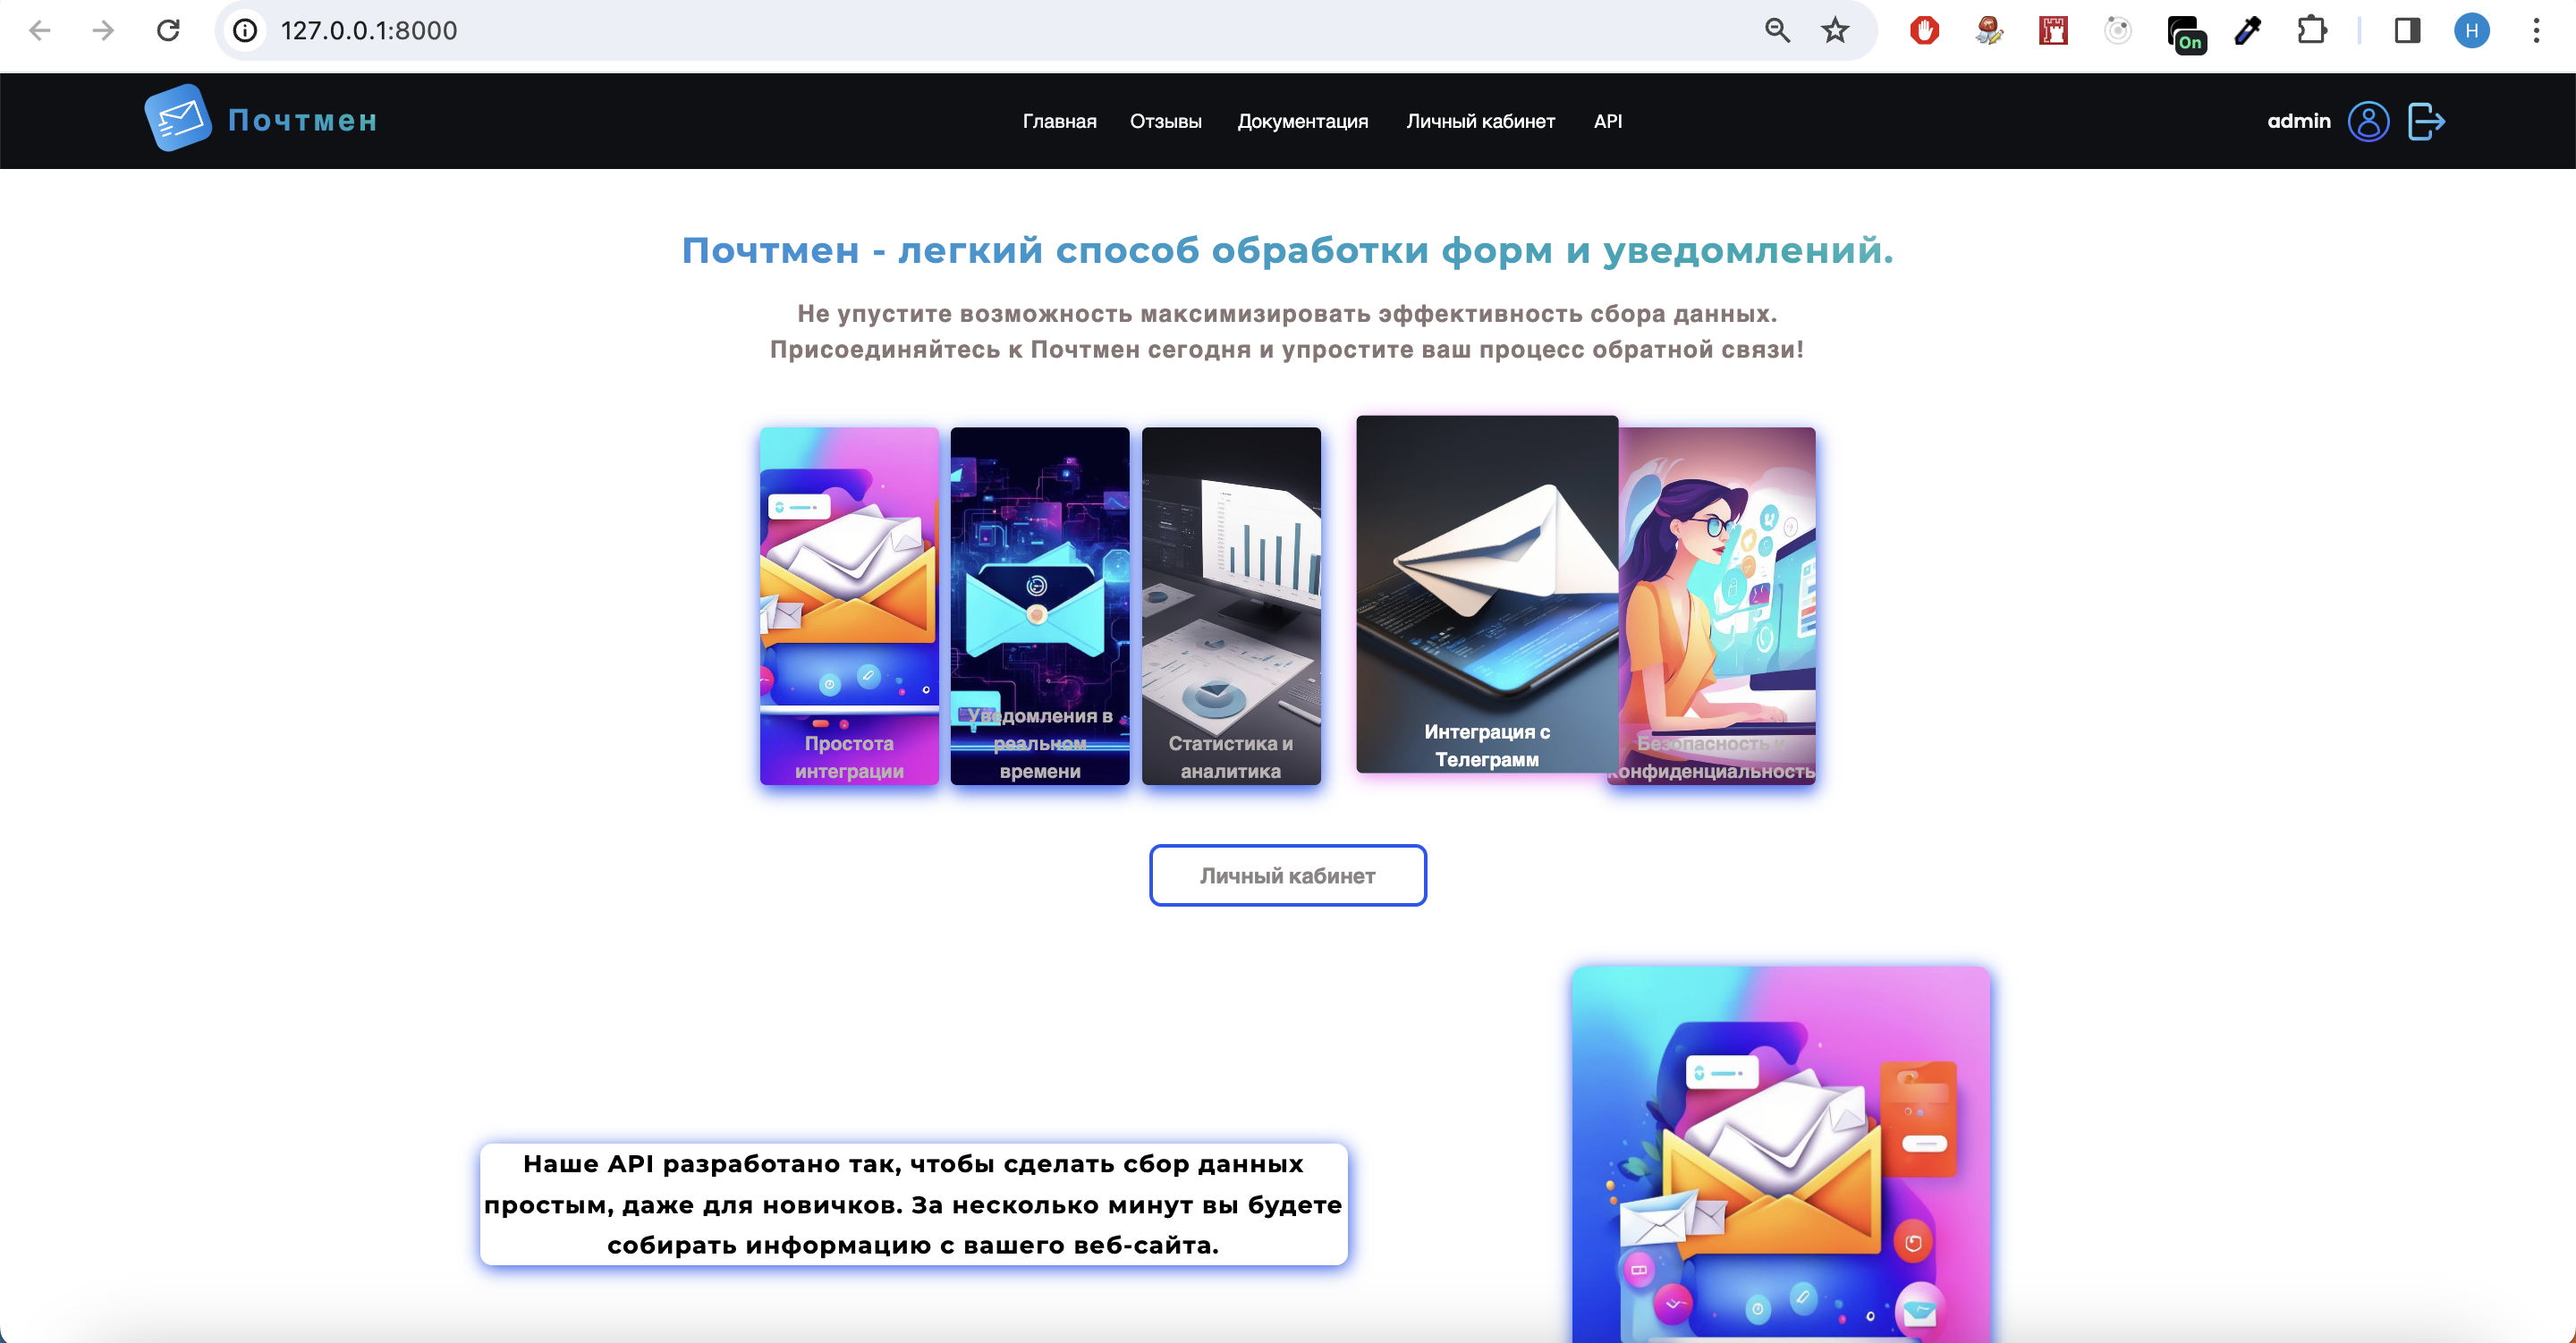 127.0.0.1:8000
On
H
Почтмен
Главная
Отзывы
Документация
Личный кабинет
API
admin
Почтмен - легкий способ обработки форм и уведомлений.
Не упустите возможность максимизировать эффективность сбора данных.
Присоединяйтесь к Почтмен сегодня и упростите ваш процесс обратной связи!
Простота
интеграции
Уведомления в
реальном
времени
Статистика и
аналитика
Интеграция с
Телеграмм
Безопасность и
конфиденциальность
Личный кабинет
Наше API разработано так, чтобы сделать сбор данных
простым, даже для новичков. За несколько минут вы будете
собирать информацию с вашего веб-сайта.